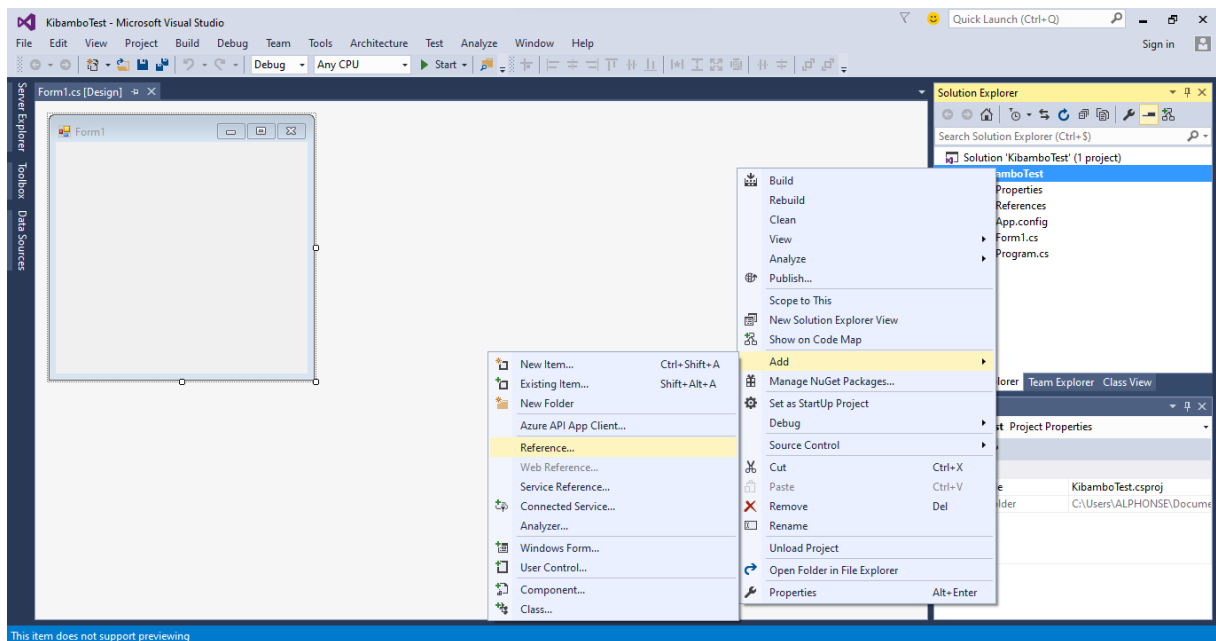 KibamboTest - Microsoft Visual Studio
Quick Launch (Ctrl+Q)
File Edit View Project Build Debug Team Tools Architecture Test Analyze Window Help
Sign in
Debug Any CPU Start
Server Explorer
Toolbox
Data Sources
Form1.cs [Design]
Form1
Solution Explorer
Search Solution Explorer (Ctrl+$)
Solution 'KibamboTest' (1 project)
amboTest
Properties
References
App.config
Form1.cs
Program.cs
Build
Rebuild
Clean
View
Analyze
Publish...
Scope to This
New Solution Explorer View
Show on Code Map
Add
Manage NuGet Packages...
Set as StartUp Project
Debug
Source Control
Cut Ctrl+X
Paste Ctrl+V
Remove Del
Rename
Unload Project
Open Folder in File Explorer
Properties Alt+Enter
New Item... Ctrl+Shift+A
Existing Item... Shift+Alt+A
New Folder
Azure API App Client...
Reference...
Web Reference...
Service Reference...
Connected Service...
Analyzer...
Windows Form...
User Control...
Component...
Class...
lorer Team Explorer Class View
st Project Properties
e KibamboTest.csproj
lder C:\Users\ALPHONSE\Docume
This item does not support previewing